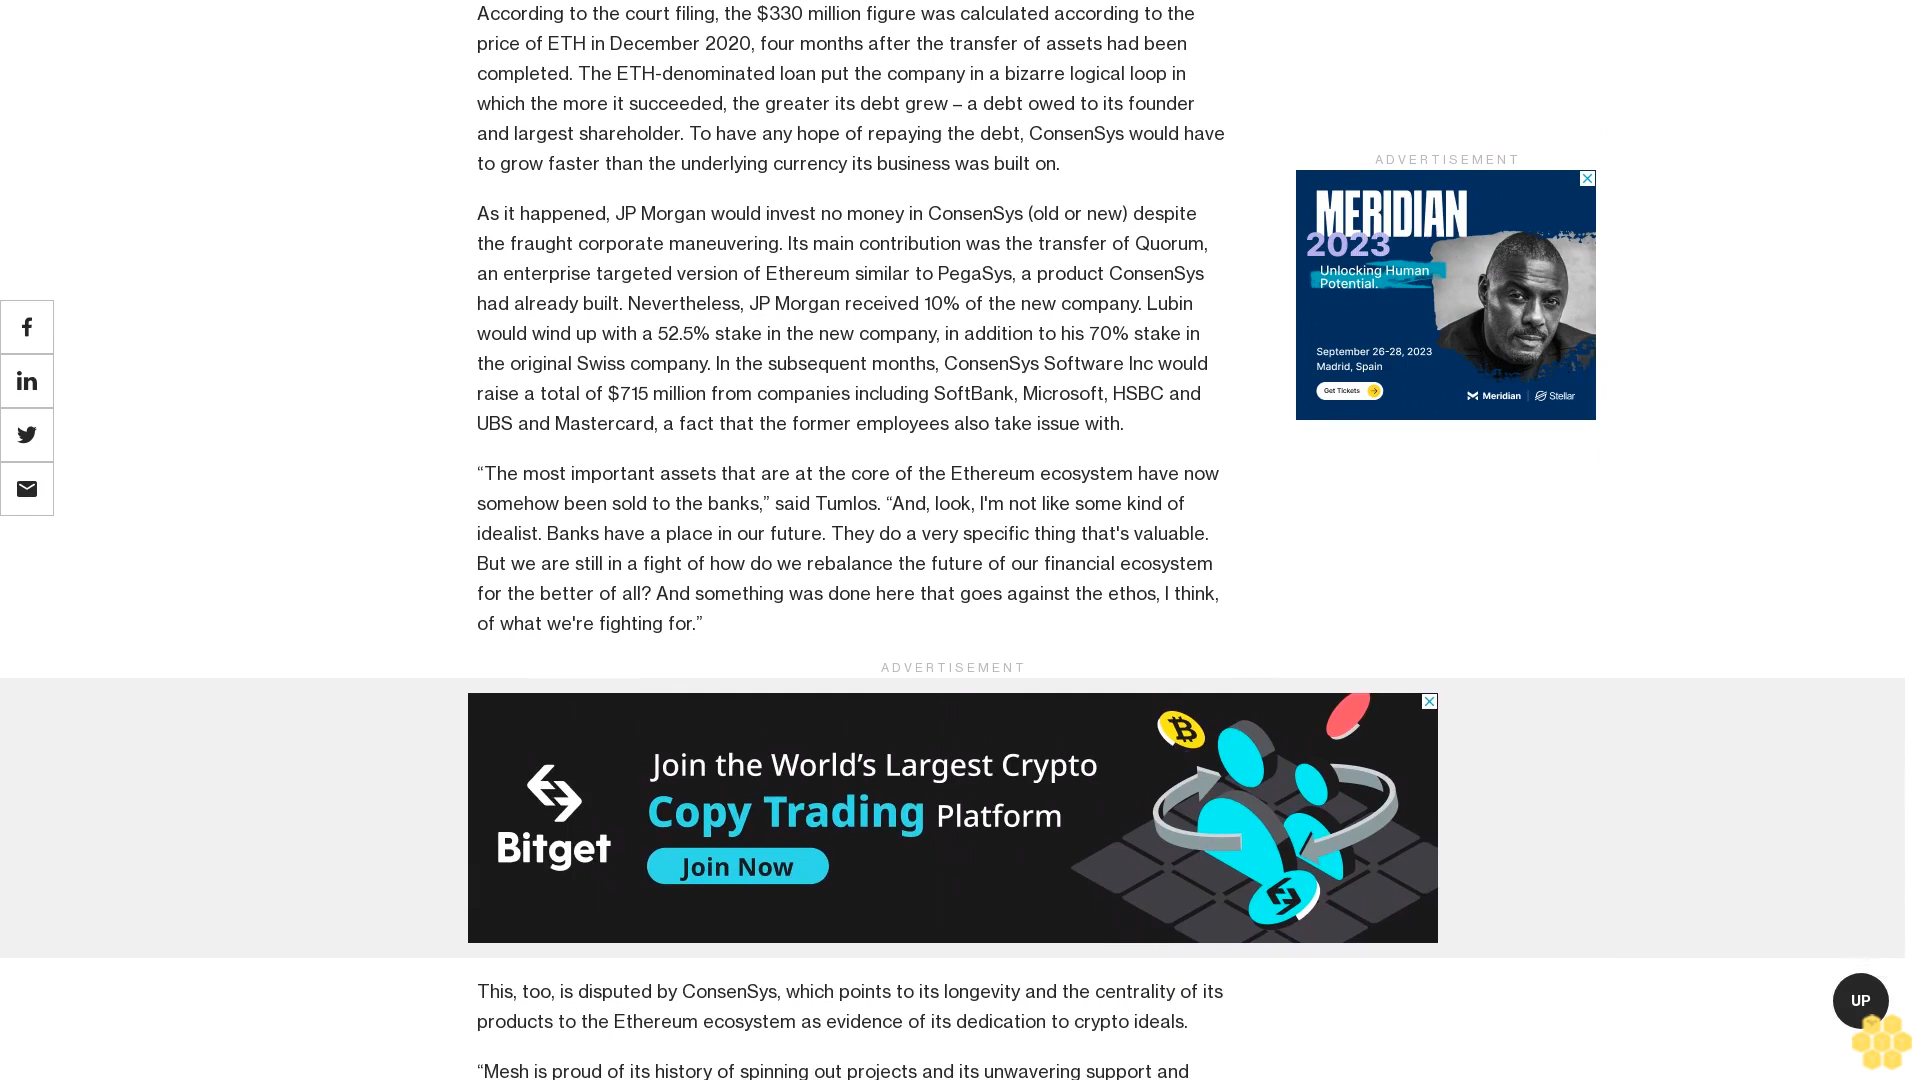 According to the court filing, the $330 million figure was calculated according to the
price of ETH in December 2020, four months after the transfer of assets had been
completed. The ETH-denominated loan put the company in a bizarre logical loop in
which the more it succeeded, the greater its debt grew – a debt owed to its founder
and largest shareholder. To have any hope of repaying the debt, ConsenSys would have
to grow faster than the underlying currency its business was built on.
As it happened, JP Morgan would invest no money in ConsenSys (old or new) despite
the fraught corporate maneuvering. Its main contribution was the transfer of Quorum,
an enterprise targeted version of Ethereum similar to PegaSys, a product ConsenSys
had already built. Nevertheless, JP Morgan received 10% of the new company. Lubin
would wind up with a 52.5% stake in the new company, in addition to his 70% stake in
the original Swiss company. In the subsequent months, ConsenSys Software Inc would
raise a total of $715 million from companies including SoftBank, Microsoft, HSBC and
UBS and Mastercard, a fact that the former employees also take issue with.
“The most important assets that are at the core of the Ethereum ecosystem have now
somehow been sold to the banks,” said Tumlos. “And, look, I'm not like some kind of
idealist. Banks have a place in our future. They do a very specific thing that's valuable.
But we are still in a fight of how do we rebalance the future of our financial ecosystem
for the better of all? And something was done here that goes against the ethos, I think,
of what we're fighting for.”
ADVERTISEMENT
MERIDIAN
2023
Unlocking Human
Potential.
September 26-28, 2023
Madrid, Spain
Get Tickets
Meridian
Stellar
ADVERTISEMENT
Bitget
Join the World’s Largest Crypto
Copy Trading Platform
Join Now
This, too, is disputed by ConsenSys, which points to its longevity and the centrality of its
products to the Ethereum ecosystem as evidence of its dedication to crypto ideals.
“Mesh is proud of its history of spinning out projects and its unwavering support and
UP